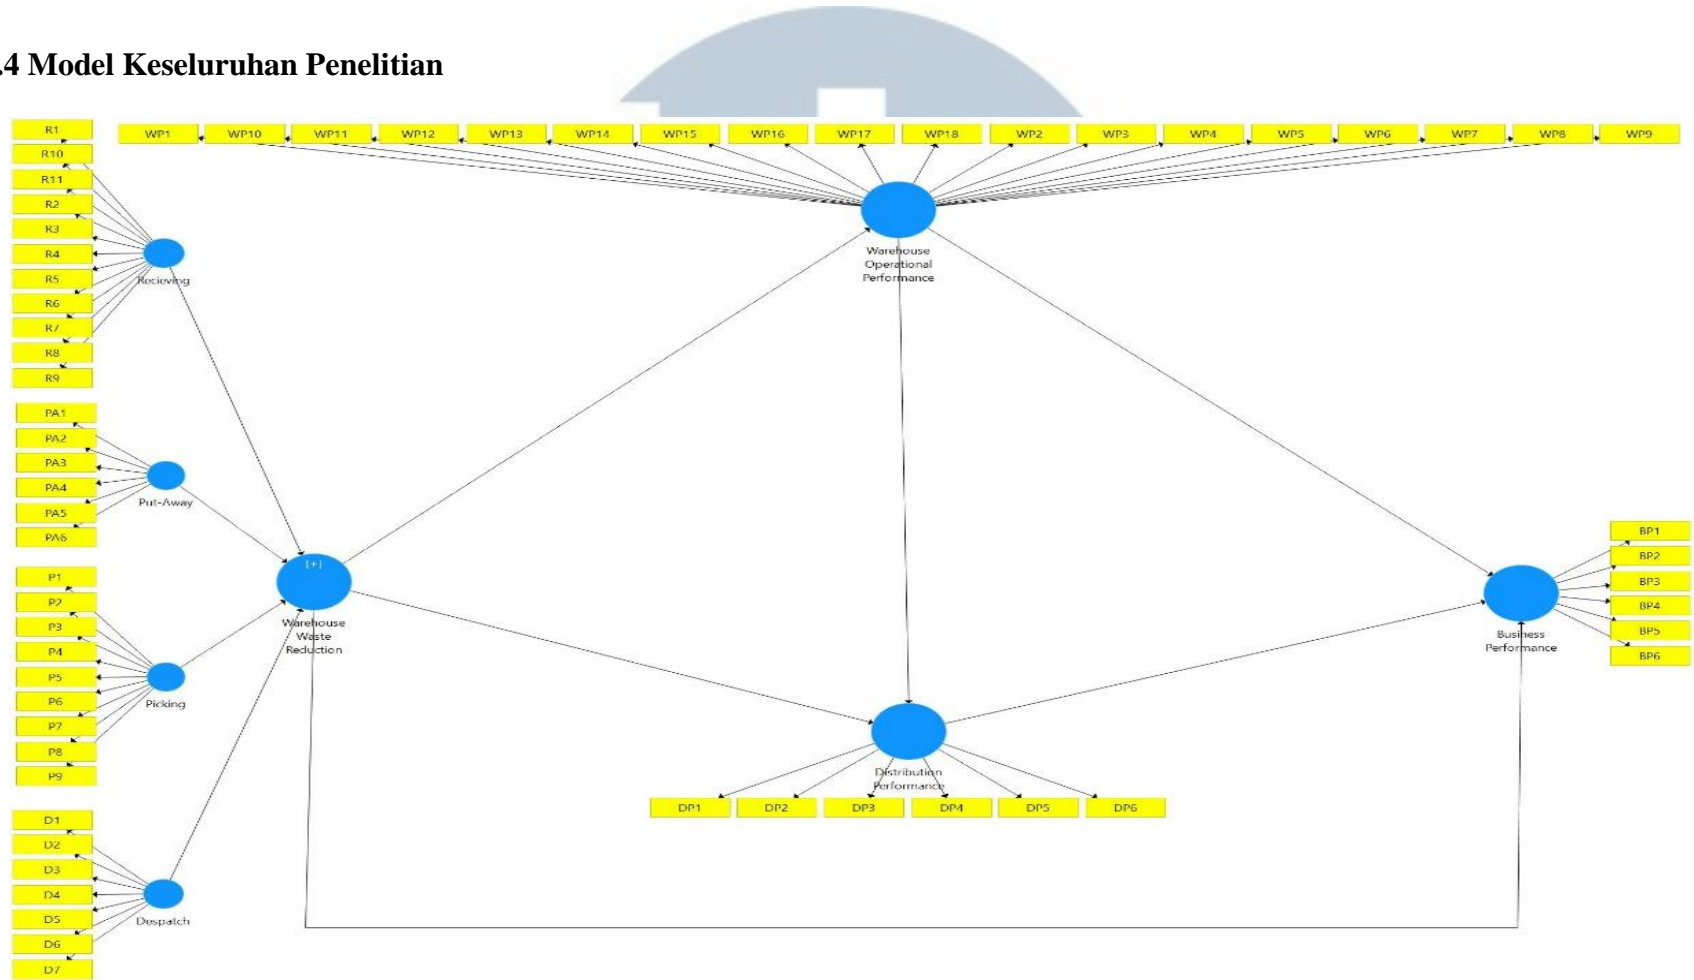 .4 Model Keseluruhan Penelitian
R1
R10
R11
R2
R3
R4
R5
R6
R7
R8
R9
Recieving
WP1 WP10 WP11 WP12 WP13 WP14 WP15 WP16 WP17 WP18 WP2 WP3 WP4 WP5 WP6 WP7 WP8 WP9
Warehouse
Operational
Performance
PA1
PA2
PA3
PA4
PA5
PA6
Put-Away
P1
P2
P3
P4
P5
P6
P7
P8
P9
Picking
[+]
Warehouse
Waste
Reduction
D1
D2
D3
D4
D5
D6
D7
Despatch
Distribution
Performance
DP1 DP2 DP3 DP4 DP5 DP6
Business
Performance
BP1
BP2
BP3
BP4
BP5
BP6